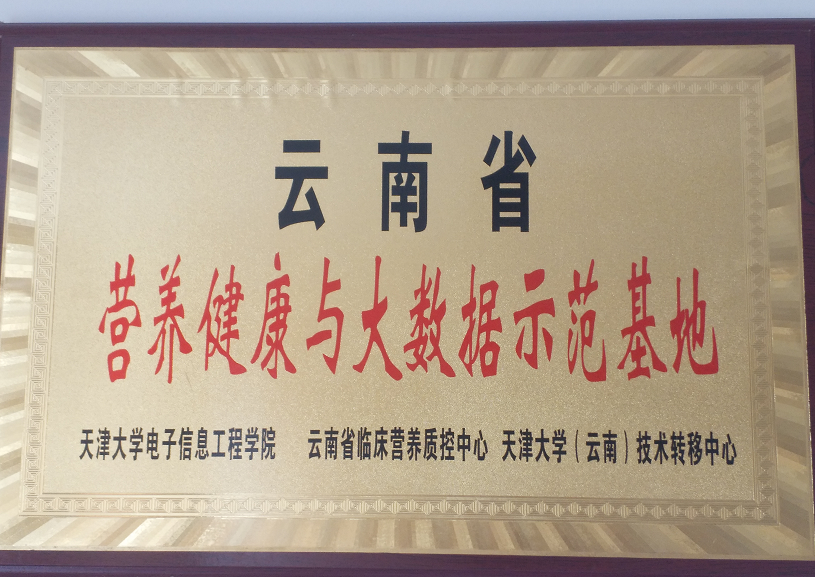 云南省
营养健康与大数据示范基地
天津大学电子信息工程学院 云南省临床营养质控中心 天津大学（云南）技术转移中心